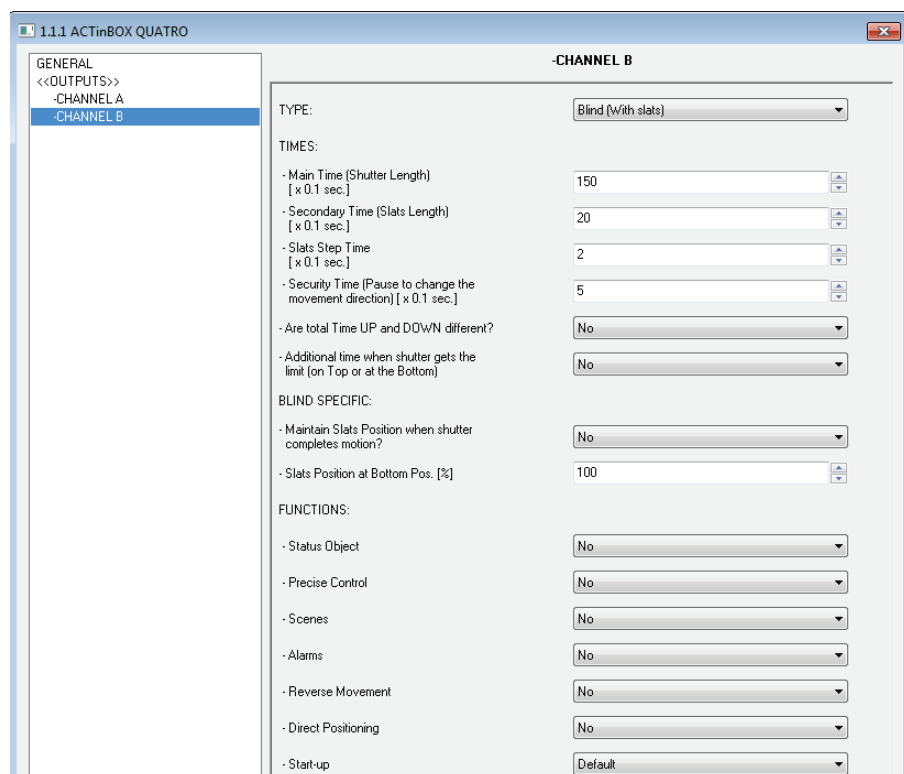 1.1.1 ACTinBOX QUATRO
GENERAL
<<OUTPUTS>>
-CHANNEL A
-CHANNEL B
-CHANNEL B
TYPE:
Blind (With slats)
TIMES:
- Main Time (Shutter Length)
[ x 0.1 sec.]
150
- Secondary Time (Slats Length)
[ x 0.1 sec.]
20
- Slats Step Time
[ x 0.1 sec.]
2
- Security Time (Pause to change the
movement direction) [ x 0.1 sec.]
5
- Are total Time UP and DOWN different?
No
- Additional time when shutter gets the
limit (on Top or at the Bottom)
No
BLIND SPECIFIC:
- Maintain Slats Position when shutter
completes motion?
No
- Slats Position at Bottom Pos. [%]
100
FUNCTIONS:
- Status Object
No
- Precise Control
No
- Scenes
No
- Alarms
No
- Reverse Movement
No
- Direct Positioning
No
- Start-up
Default